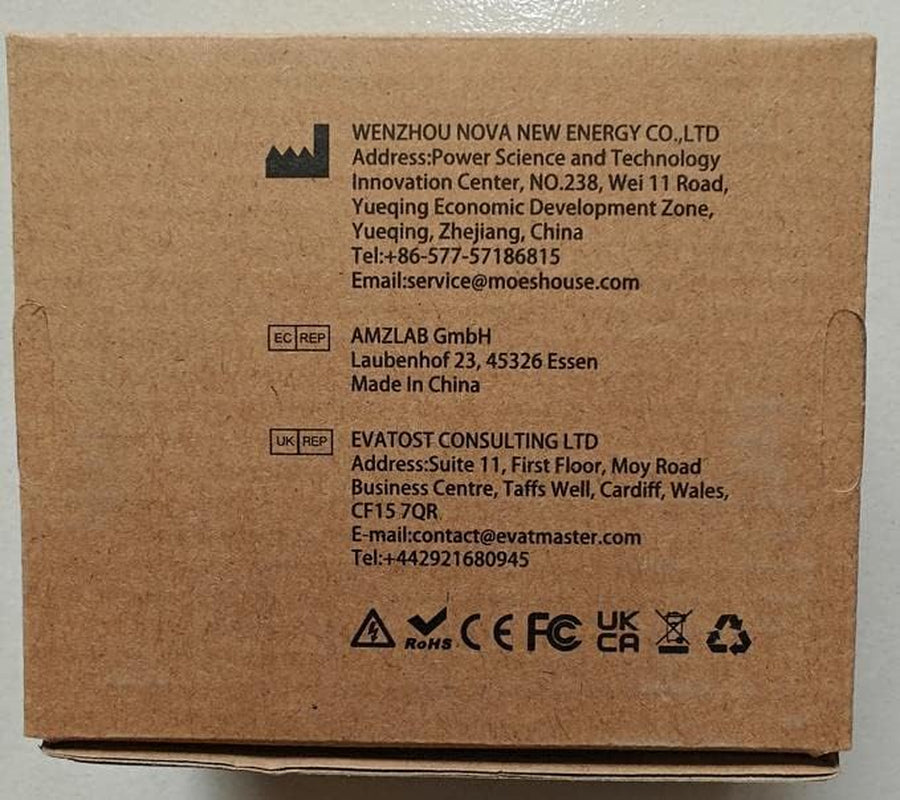 WENZHOU NOVA NEW ENERGY CO.,LTD
Address:Power Science and Technology
Innovation Center, NO.238, Wei 11 Road,
Yueqing Economic Development Zone,
Yueqing, Zhejiang, China
Tel:+86-577-57186815
Email:service@moeshouse.com
EC REP
AMZLAB GmbH
Laubenhof 23, 45326 Essen
Made In China
UK REP
EVATOST CONSULTING LTD
Address:Suite 11, First Floor, Moy Road
Business Centre, Taffs Well, Cardiff, Wales,
CF15 7QR
E-mail:contact@evatmaster.com
Tel:+442921680945
RoHS CE FC UK
CA